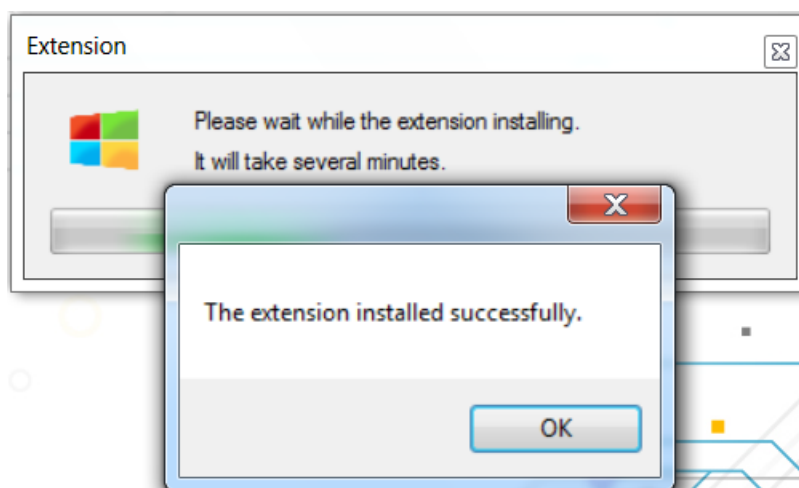 Extension
Please wait while the extension installing.
It will take several minutes.
The extension installed successfully.
OK